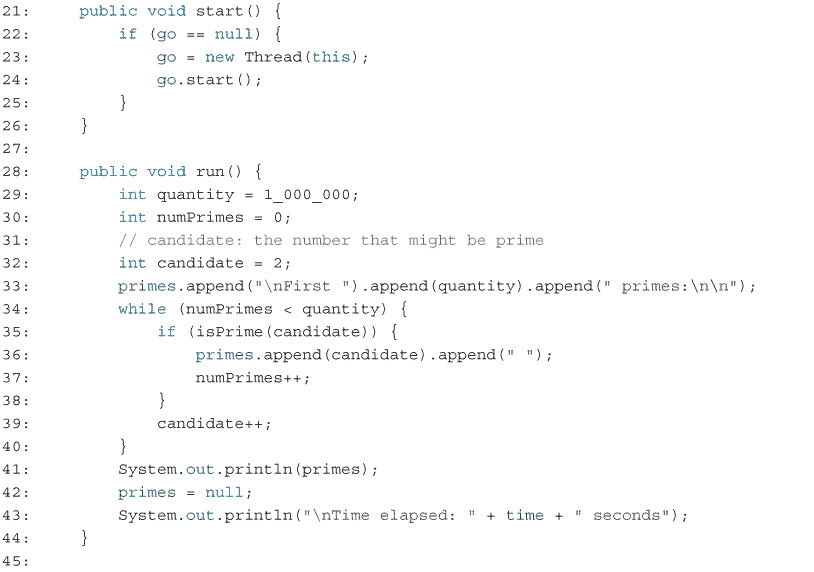 21:     public void start() {
22:         if (go == null) {
23:             go = new Thread(this);
24:             go.start();
25:         }
26:     }
27:
28:     public void run() {
29:         int quantity = 1_000_000;
30:         int numPrimes = 0;
31:         // candidate: the number that might be prime
32:         int candidate = 2;
33:         primes.append("\nFirst ").append(quantity).append(" primes:\n\n");
34:         while (numPrimes < quantity) {
35:             if (isPrime(candidate)) {
36:                 primes.append(candidate).append(" ");
37:                 numPrimes++;
38:             }
39:             candidate++;
40:         }
41:         System.out.println(primes);
42:         primes = null;
43:         System.out.println("\nTime elapsed: " + time + " seconds");
44:     }
45: